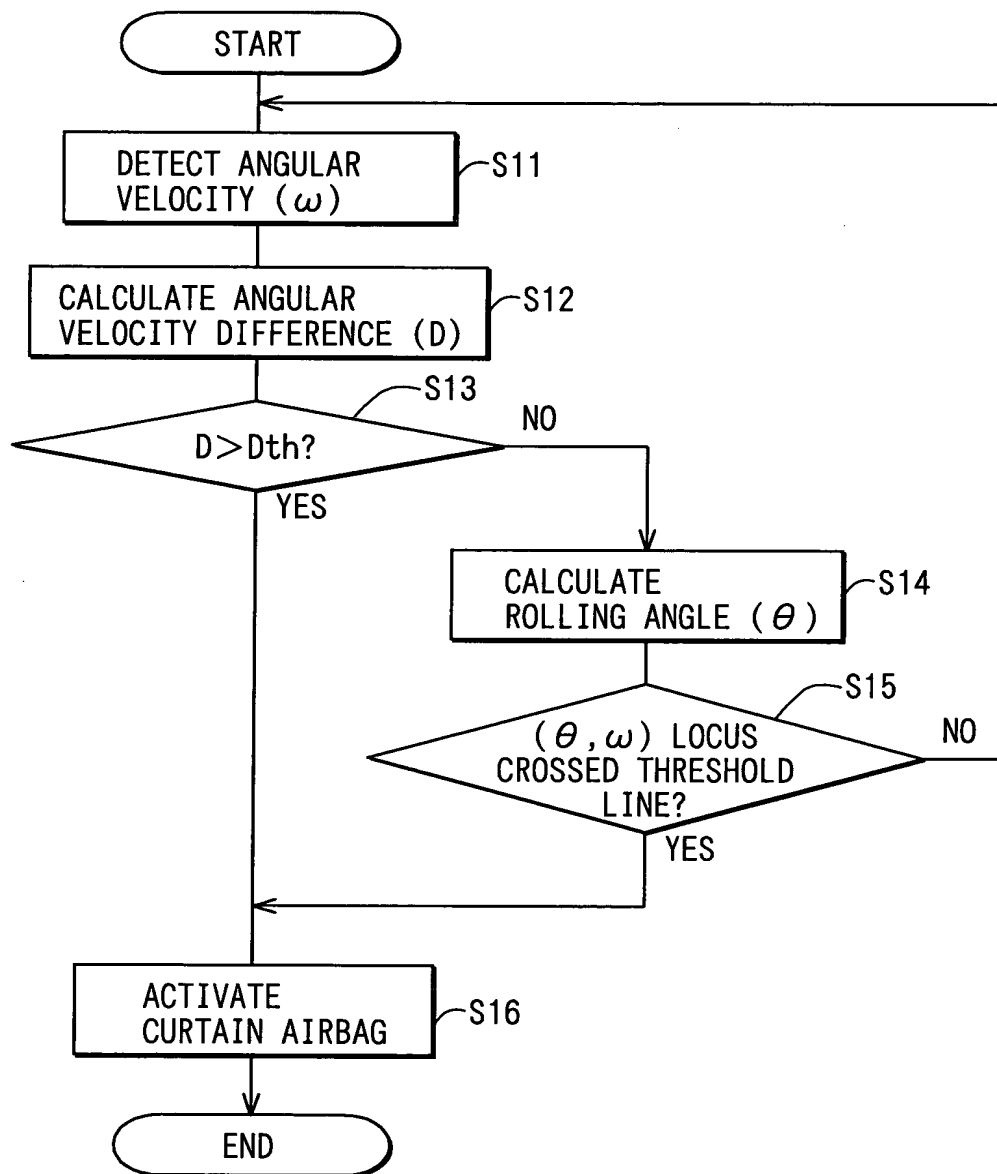 START
DETECT ANGULAR
VELOCITY (ω)
S11
CALCULATE ANGULAR
VELOCITY DIFFERENCE (D)
S12
S13
D>Dth?
NO
YES
CALCULATE
ROLLING ANGLE (θ)
S14
S15
(θ,ω) LOCUS
CROSSED THRESHOLD
LINE?
NO
YES
ACTIVATE
CURTAIN AIRBAG
S16
END